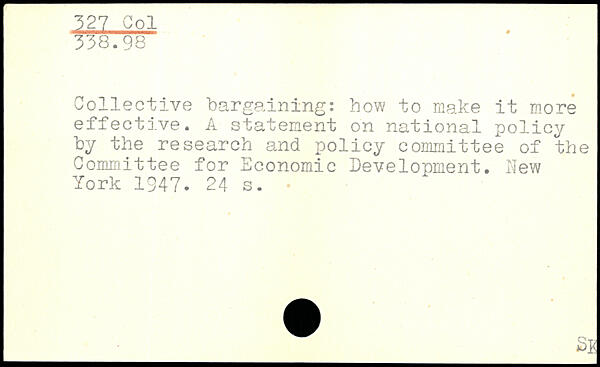 327 Col
338.98
Collective bargaining: how to make it more
effective. A statement on national policy
by the research and policy committee of the
Committee for Economic Development. New
York 1947. 24 s.
SK